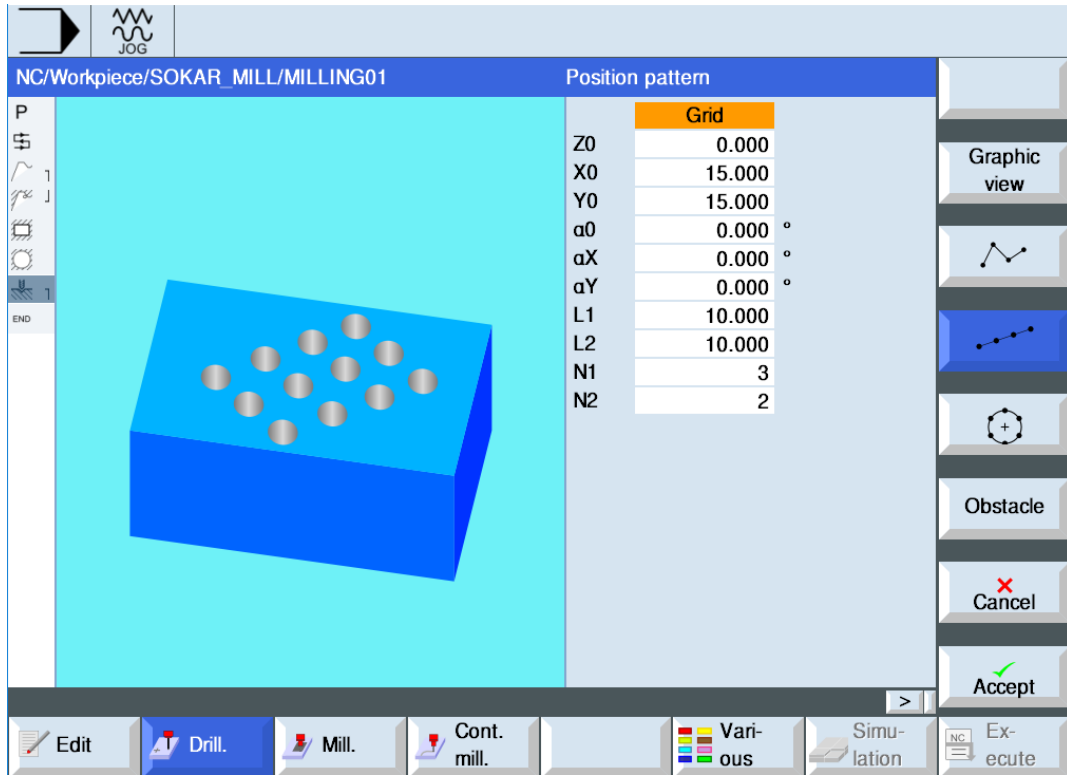 JOG
NC/Workpiece/SOKAR_MILL/MILLING01
Position pattern
P
END
Grid
Z0 0.000
X0 15.000
Y0 15.000
α0 0.000 °
αX 0.000 °
αY 0.000 °
L1 10.000
L2 10.000
N1 3
N2 2
Graphic
view
Obstacle
Cancel
Accept
>
Edit
Drill.
Mill.
Cont.
mill.
Vari-
ous
Simu-
lation
NC
Ex-
ecute